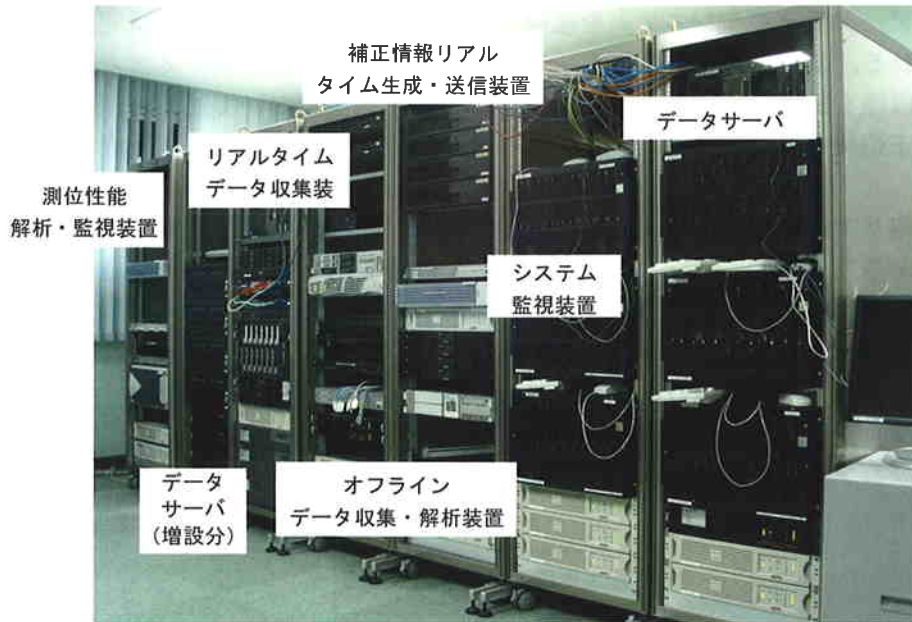 補正情報リアル
タイム生成・送信装置
データサーバ
リアルタイム
データ収集装
測位性能
解析・監視装置
システム
監視装置
データ
サーバ
（増設分）
オフライン
データ収集・解析装置